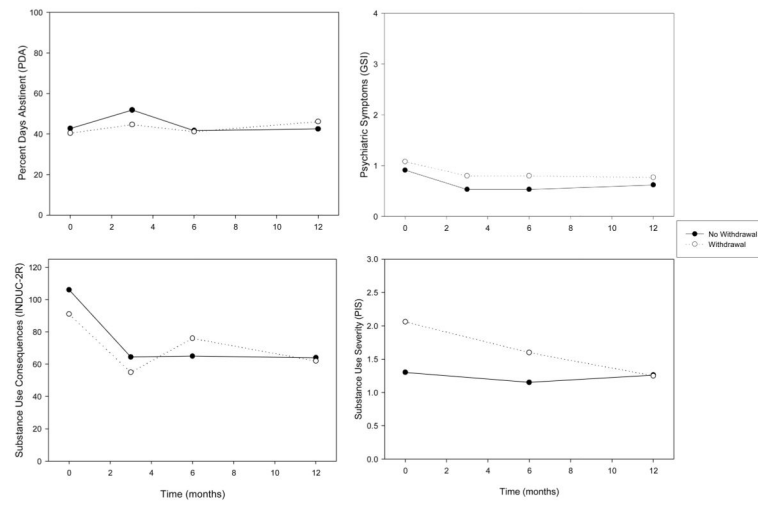 Percent Days Abstinent (PDA)
100
80
60
40
20
0
0 2 4 6 8 10 12
Psychiatric Symptoms (GSI)
4
3
2
1
0
0 2 4 6 8 10 12
No Withdrawal
Withdrawal
Substance Use Consequences (INDUC-2R)
120
100
80
60
40
20
0
0 2 4 6 8 10 12
Time (months)
Substance Use Severity (PIS)
3.0
2.5
2.0
1.5
1.0
0.5
0.0
0 2 4 6 8 10 12
Time (months)